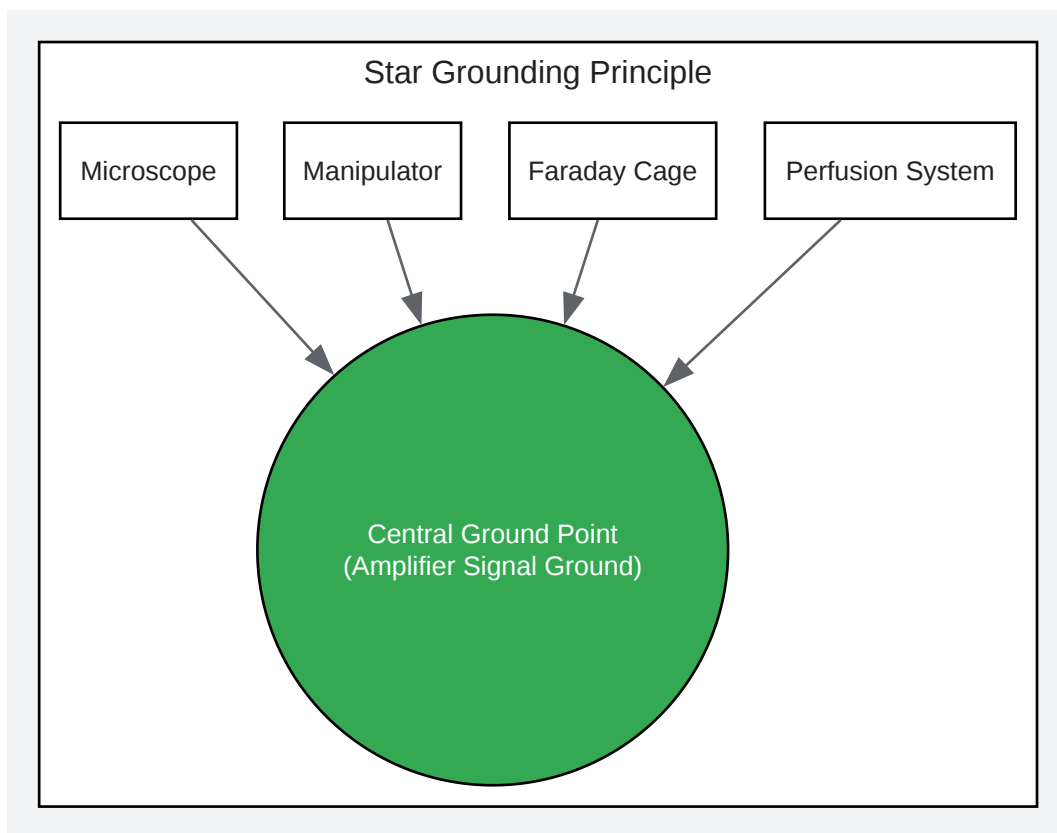 Star Grounding Principle
Microscope
Manipulator
Faraday Cage
Perfusion System
Central Ground Point
(Amplifier Signal Ground)